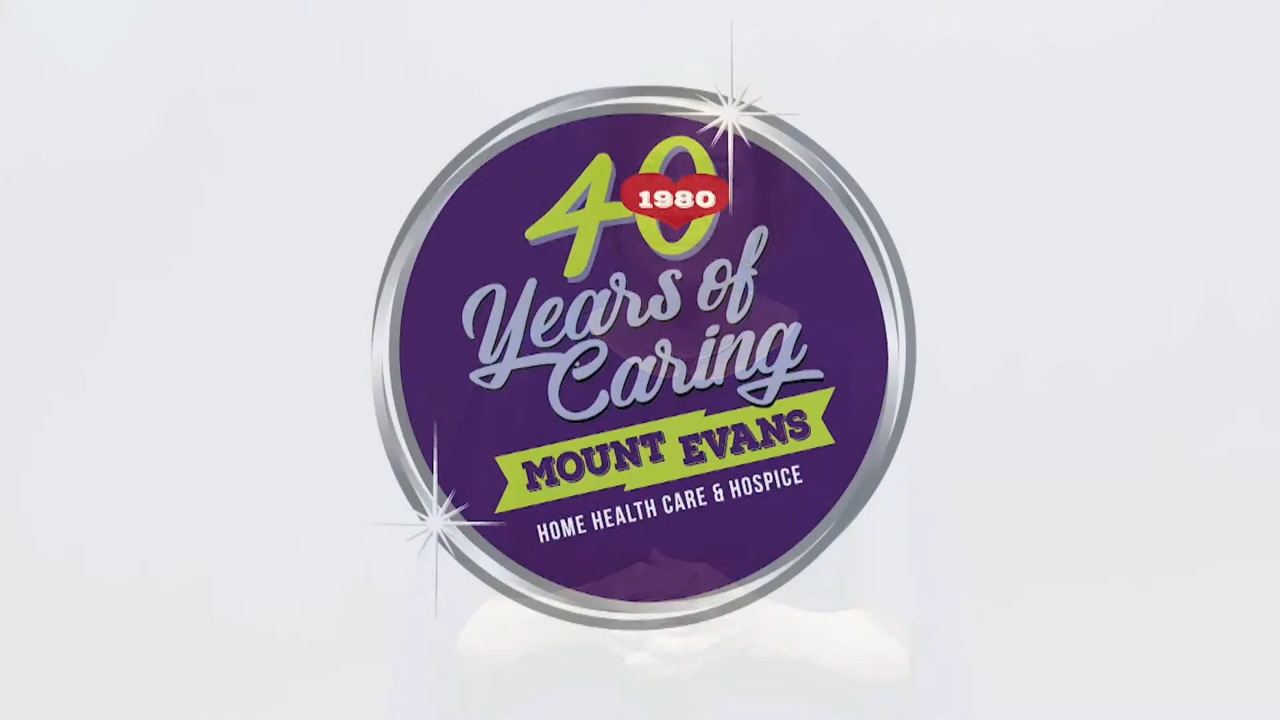 40
1980
Years of
Caring
MOUNT EVANS
HOME HEALTH CARE & HOSPICE